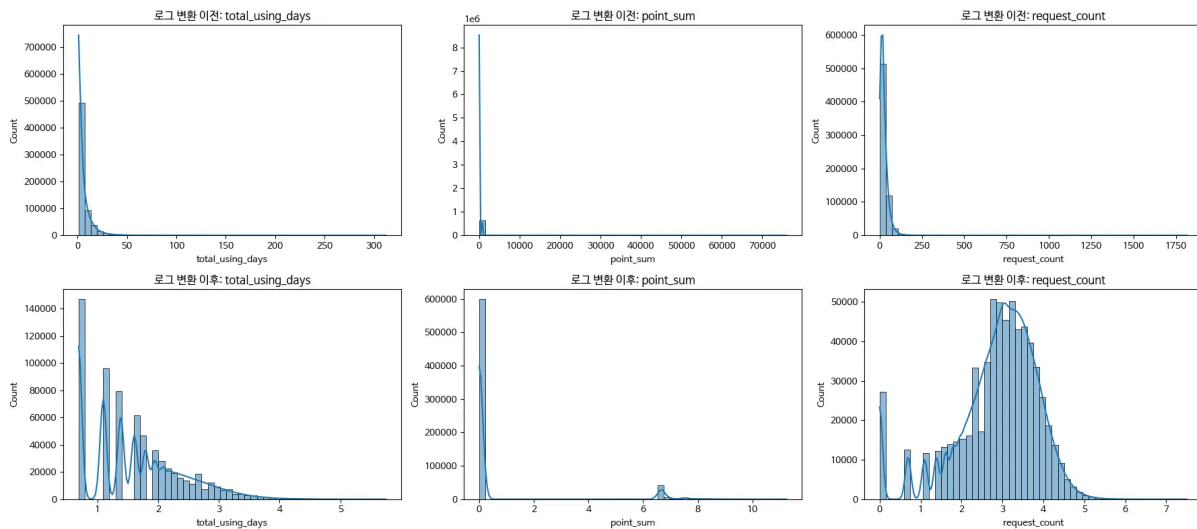 로그 변환 이전: total_using_days
700000
600000
500000
400000
300000
200000
100000
0
Count
0 50 100 150 200 250 300
total_using_days
로그 변환 이전: point_sum
1e6
8
7
6
5
4
3
2
1
0
Count
0 10000 20000 30000 40000 50000 60000 70000
point_sum
로그 변환 이전: request_count
600000
500000
400000
300000
200000
100000
0
Count
0 250 500 750 1000 1250 1500 1750
request_count
로그 변환 이후: total_using_days
140000
120000
100000
80000
60000
40000
20000
0
Count
1 2 3 4 5
total_using_days
로그 변환 이후: point_sum
600000
500000
400000
300000
200000
100000
0
Count
0 2 4 6 8 10
point_sum
로그 변환 이후: request_count
50000
40000
30000
20000
10000
0
Count
0 1 2 3 4 5 6 7
request_count